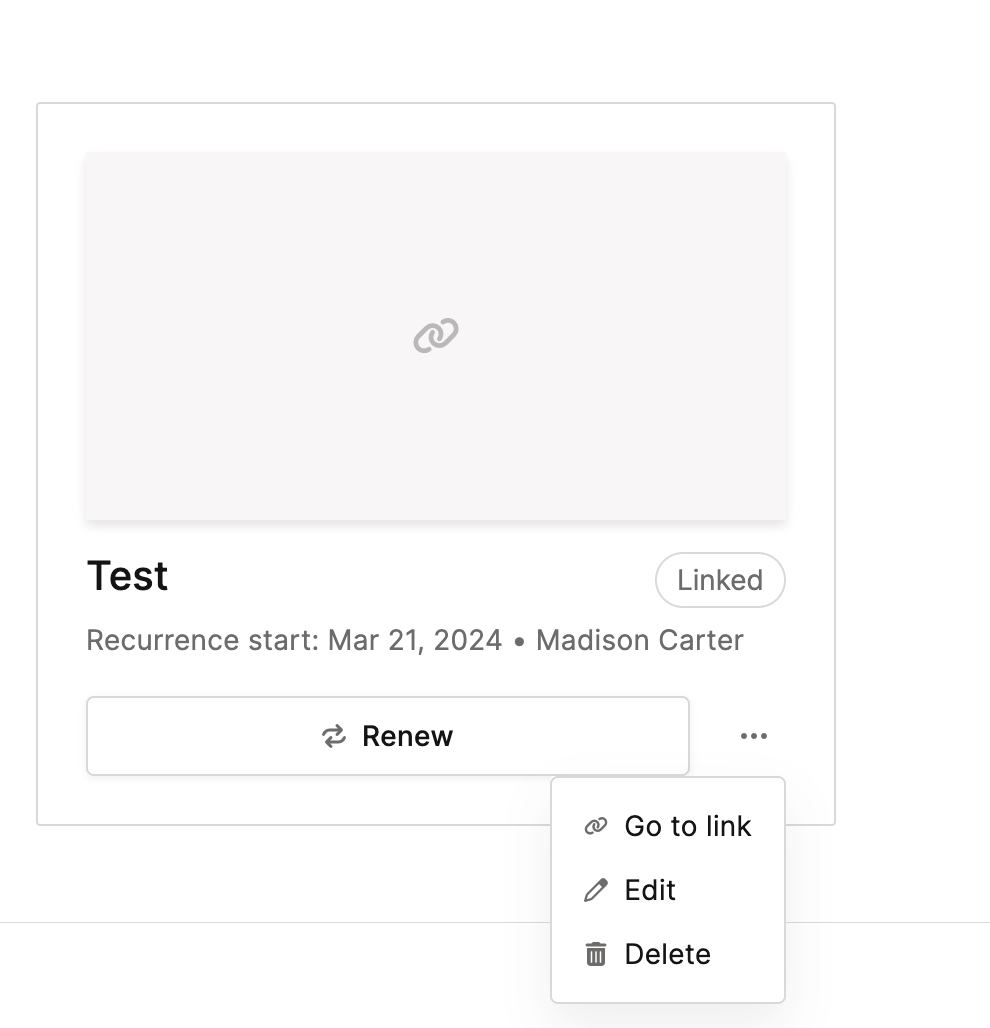 Test
Linked
Recurrence start: Mar 21, 2024 • Madison Carter
Renew
Go to link
Edit
Delete